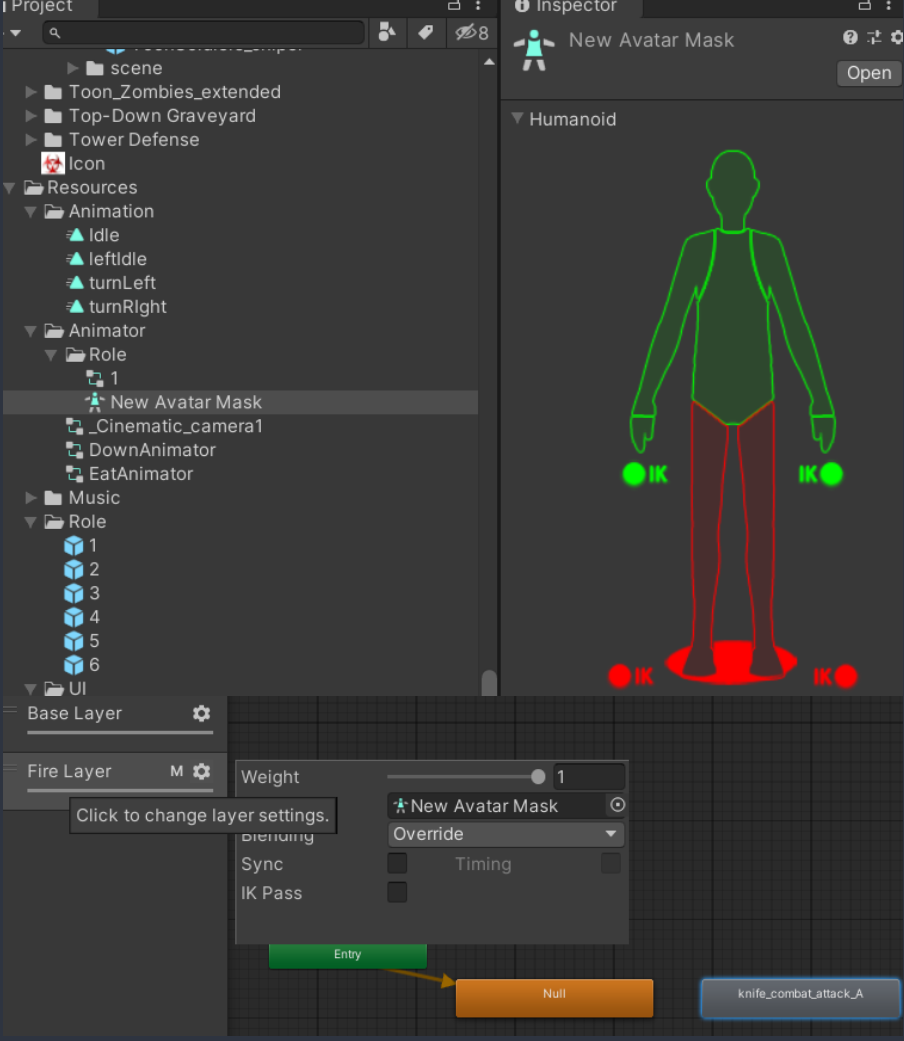 Project
Inspector
8
New Avatar Mask
Open
scene
Toon_Zombies_extended
Top-Down Graveyard
Tower Defense
Icon
Resources
Animation
Idle
leftIdle
turnLeft
turnRIght
Animator
Role
1
New Avatar Mask
_Cinematic_camera1
DownAnimator
EatAnimator
Music
Role
1
2
3
4
5
6
UI
Humanoid
IK IK
IK IK
Base Layer
Fire Layer M
Click to change layer settings.
Weight 1
New Avatar Mask
Blending Override
Sync Timing
IK Pass
Entry
Null
knife_combat_attack_A